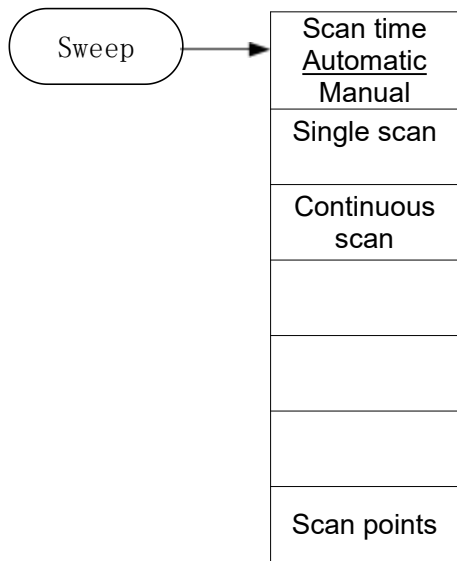 Sweep
Scan time
Automatic
Manual
Single scan
Continuous
scan
Scan points